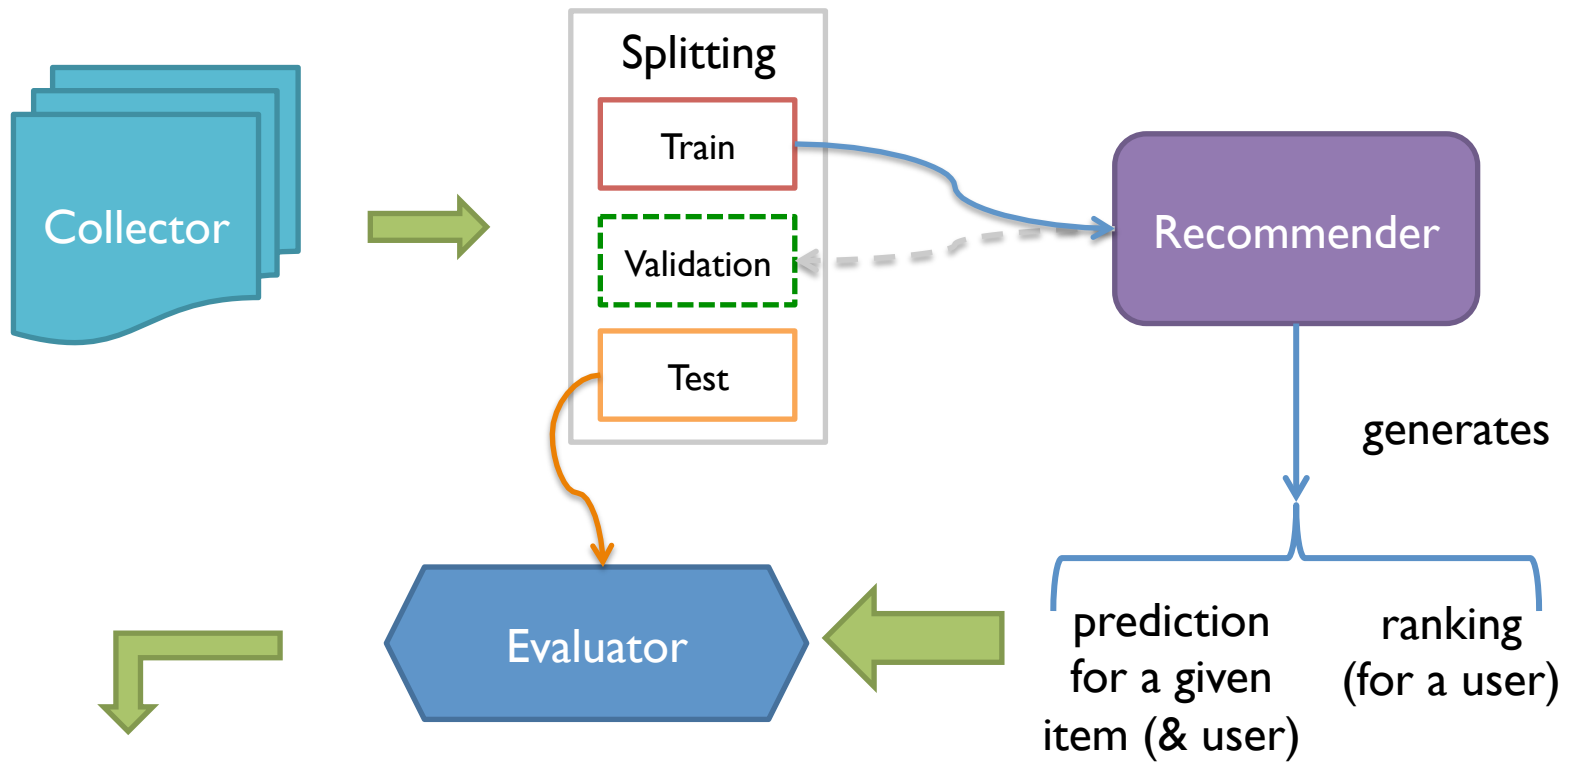 Splitting
Train
Collector
Validation
Recommender
Test
generates
Evaluator
prediction
for a given
item (& user)
ranking
(for a user)